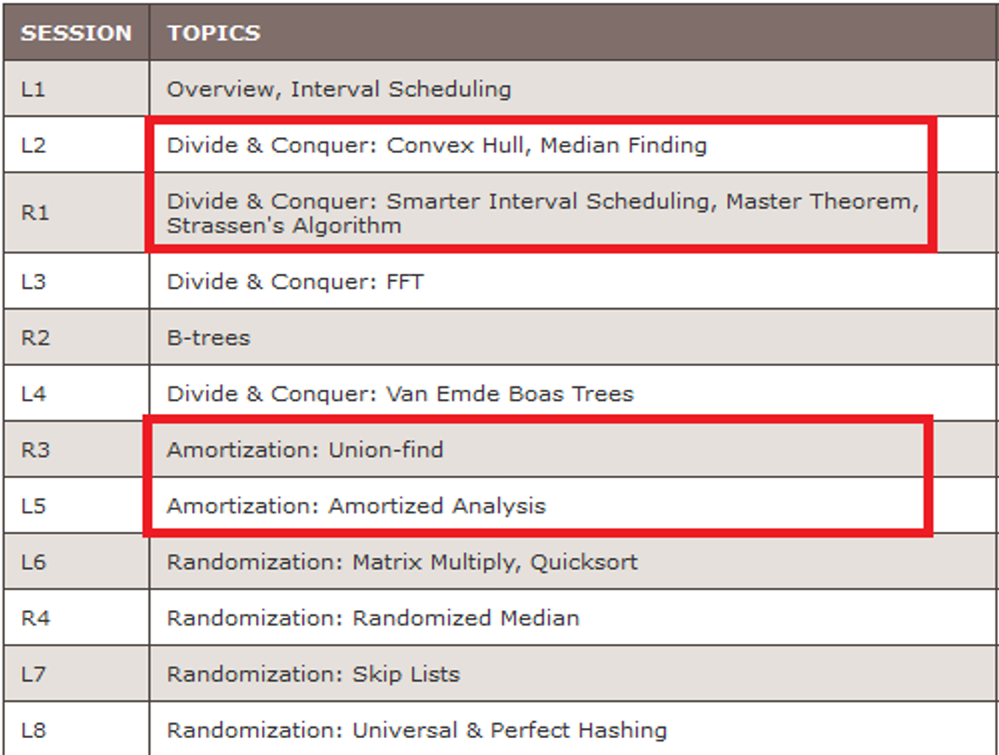 SESSION TOPICS
L1 Overview, Interval Scheduling
L2 Divide & Conquer: Convex Hull, Median Finding
R1 Divide & Conquer: Smarter Interval Scheduling, Master Theorem,
Strassen's Algorithm
L3 Divide & Conquer: FFT
R2 B-trees
L4 Divide & Conquer: Van Emde Boas Trees
R3 Amortization: Union-find
L5 Amortization: Amortized Analysis
L6 Randomization: Matrix Multiply, Quicksort
R4 Randomization: Randomized Median
L7 Randomization: Skip Lists
L8 Randomization: Universal & Perfect Hashing